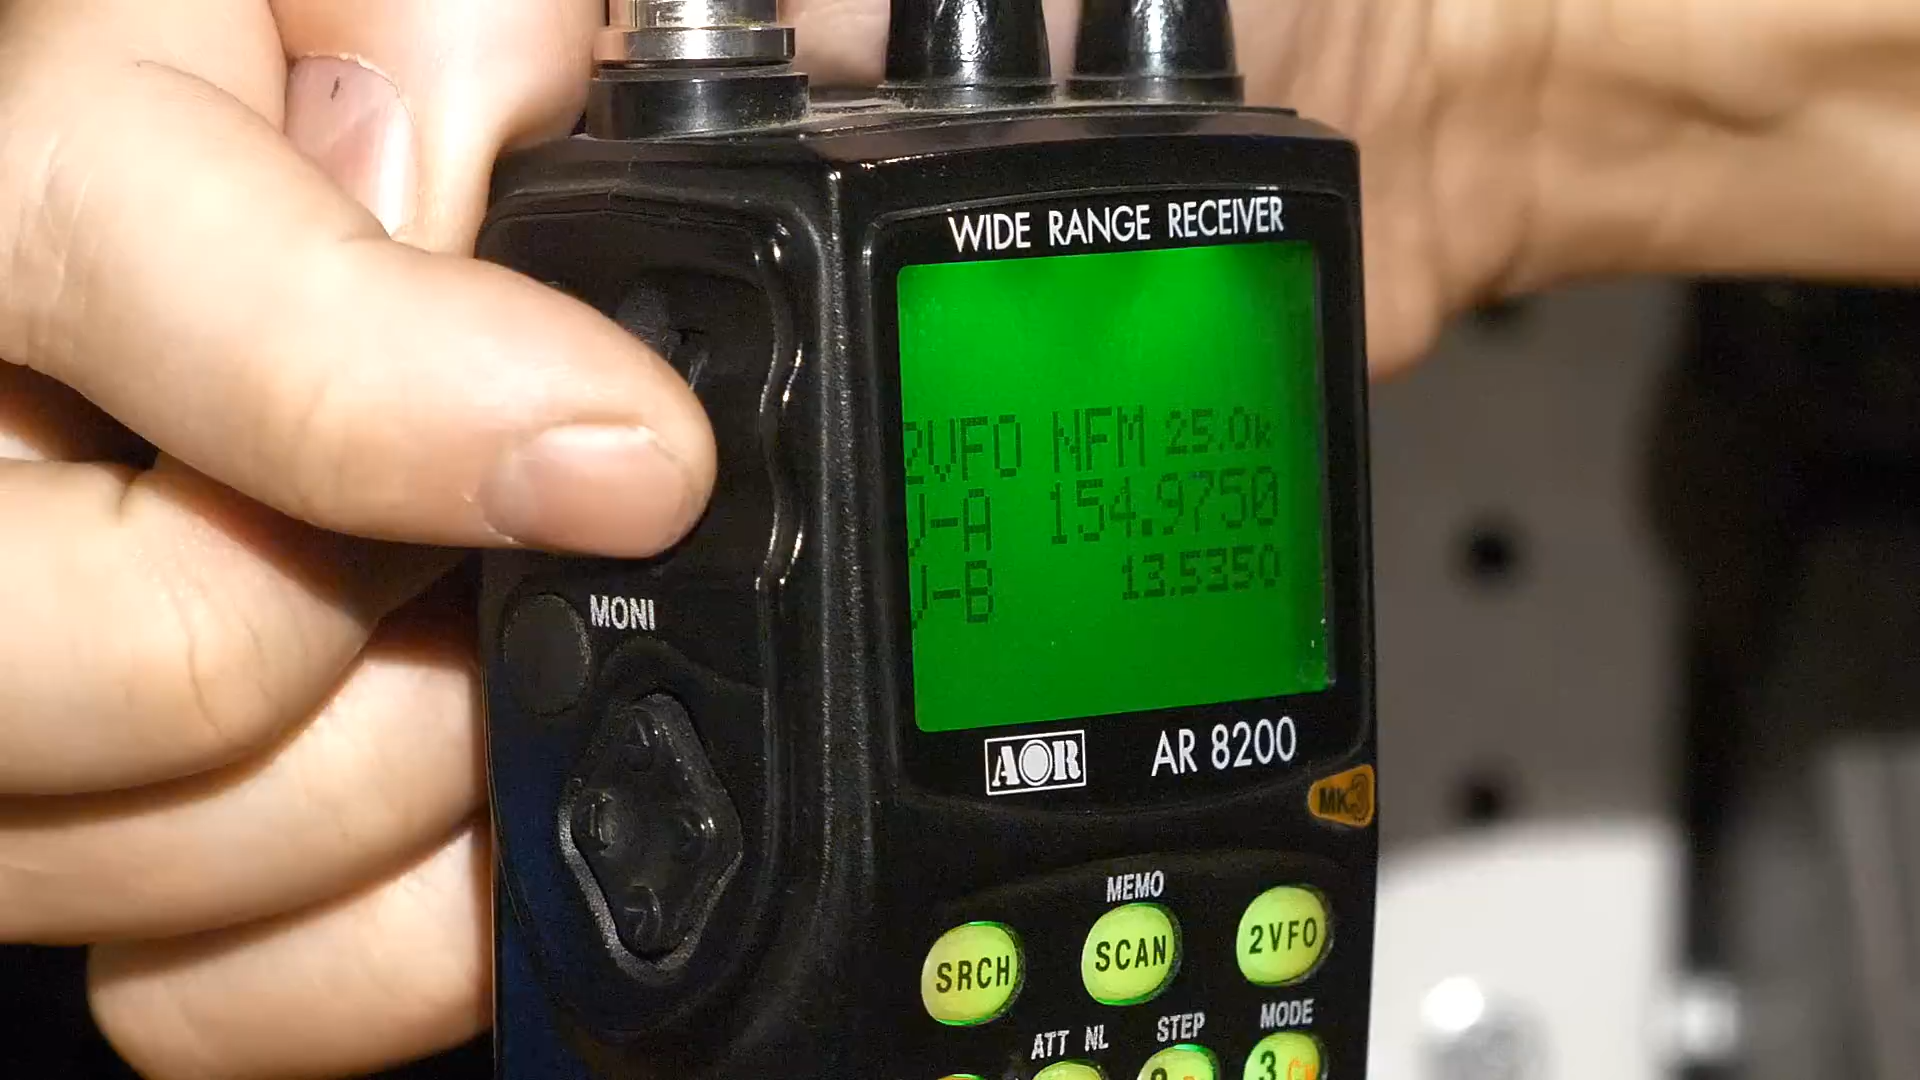 WIDE RANGE RECEIVER
2VFO NFM 25.0k
V-A 154.9750
V-B 13.5350
AOR AR 8200
MK3
MONI
MEMO
SRCH SCAN 2VFO
ATT NL STEP MODE
3